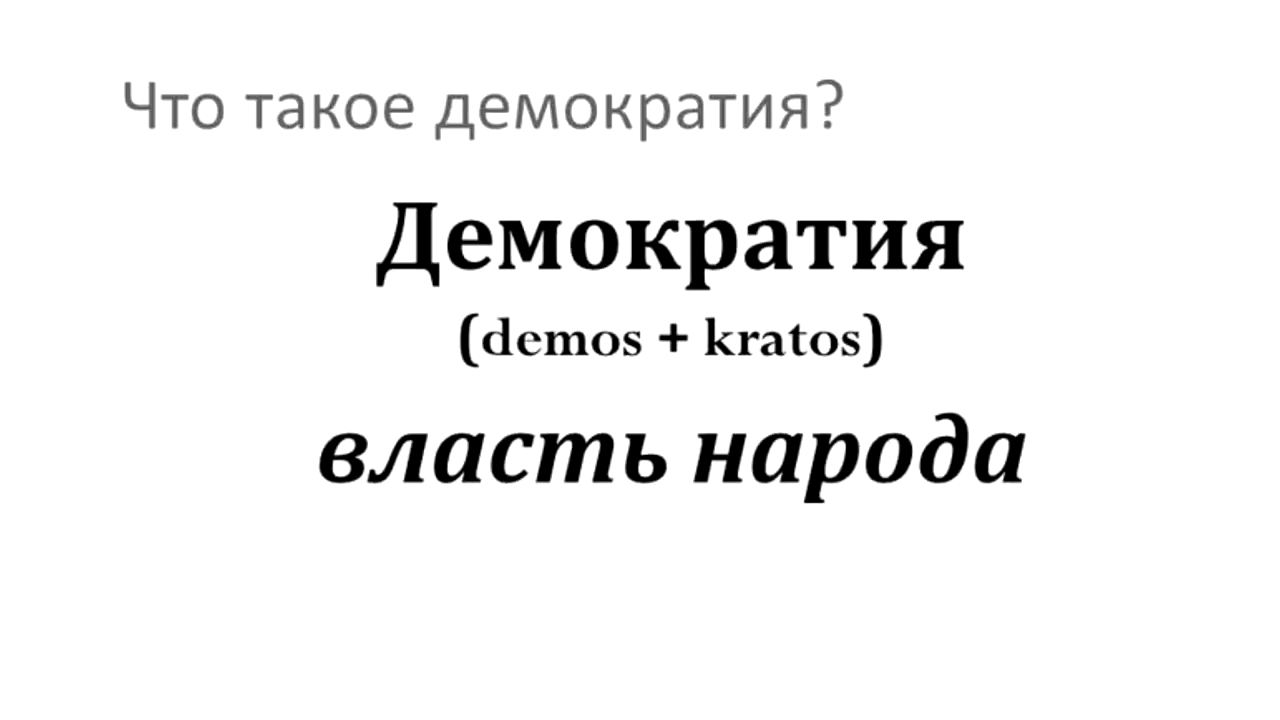 Что такое демократия?
Демократия
(demos + kratos)
власть народа